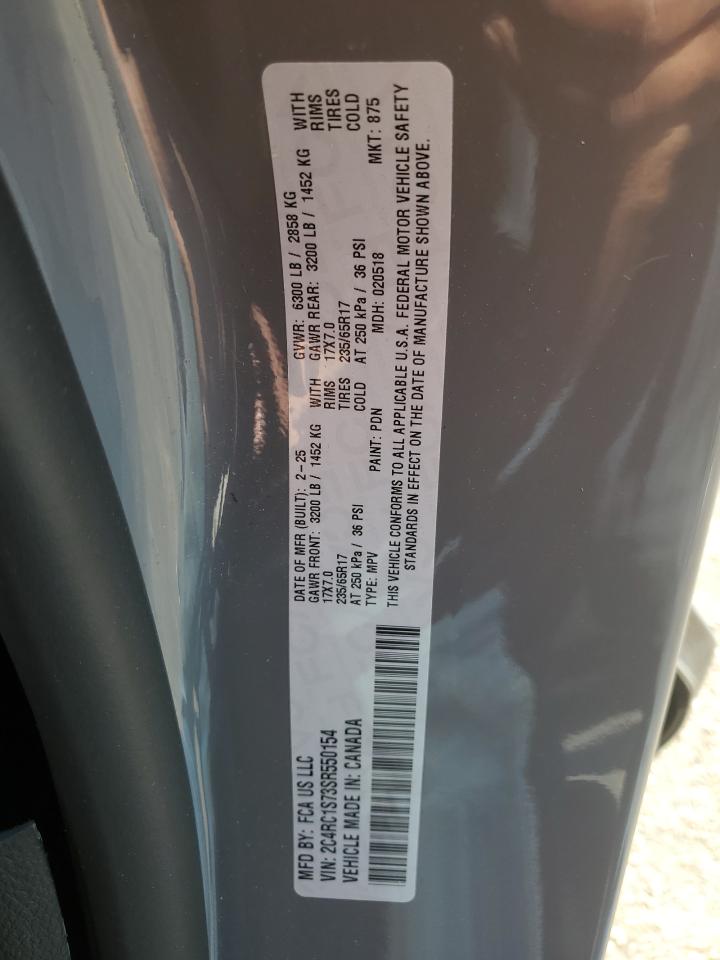 MFD BY: FCA US LLC
VIN: 2C4RC1S73SR550154
VEHICLE MADE IN: CANADA
DATE OF MFR (BUILT): 2-25 GVWR: 6300 LB / 2858 KG
GAWR FRONT: 3200 LB / 1452 KG WITH GAWR REAR: 3200 LB / 1452 KG WITH
17X7.0 RIMS 17X7.0 RIMS
235/65R17 TIRES 235/65R17 TIRES
AT 250 kPa / 36 PSI COLD AT 250 kPa / 36 PSI COLD
TYPE: MPV PAINT: PDN MDH: 020518 MKT: 875
THIS VEHICLE CONFORMS TO ALL APPLICABLE U.S.A. FEDERAL MOTOR VEHICLE SAFETY
STANDARDS IN EFFECT ON THE DATE OF MANUFACTURE SHOWN ABOVE.